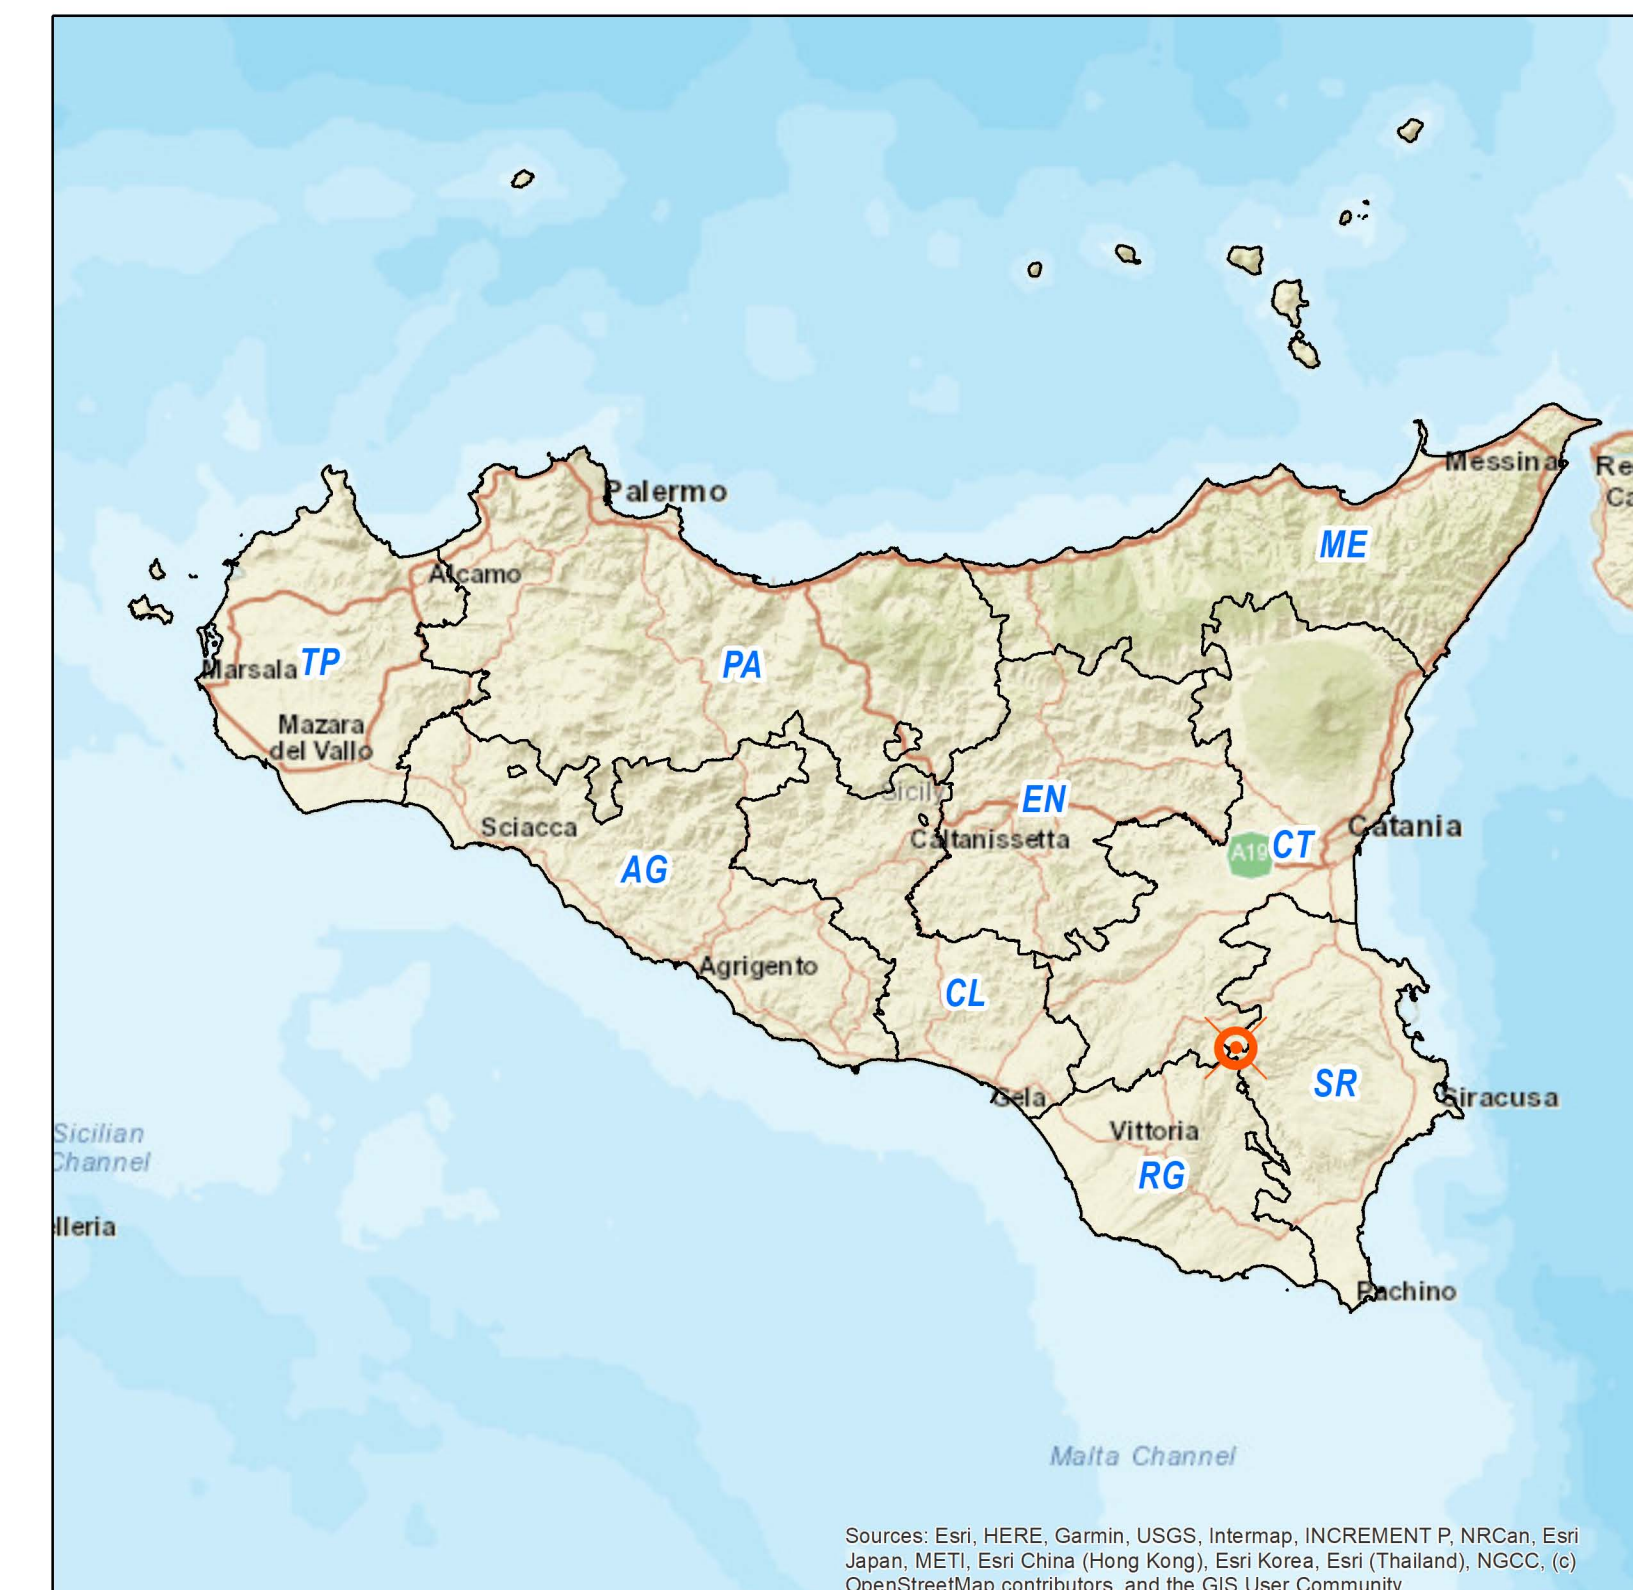 Palermo
Messina
Re
Ca
ME
Alcamo
Marsala
TP
PA
Mazara
del Vallo
Sicily
EN
Sciacca
Caltanissetta
Catania
A19
CT
AG
Agrigento
CL
SR
Gela
Siracusa
Sicilian
Channel
Vittoria
RG
lleria
Pachino
Malta Channel
Sources: Esri, HERE, Garmin, USGS, Intermap, INCREMENT P, NRCan, Esri
Japan, METI, Esri China (Hong Kong), Esri Korea, Esri (Thailand), NGCC, (c)
OpenStreetMap contributors, and the GIS User Community